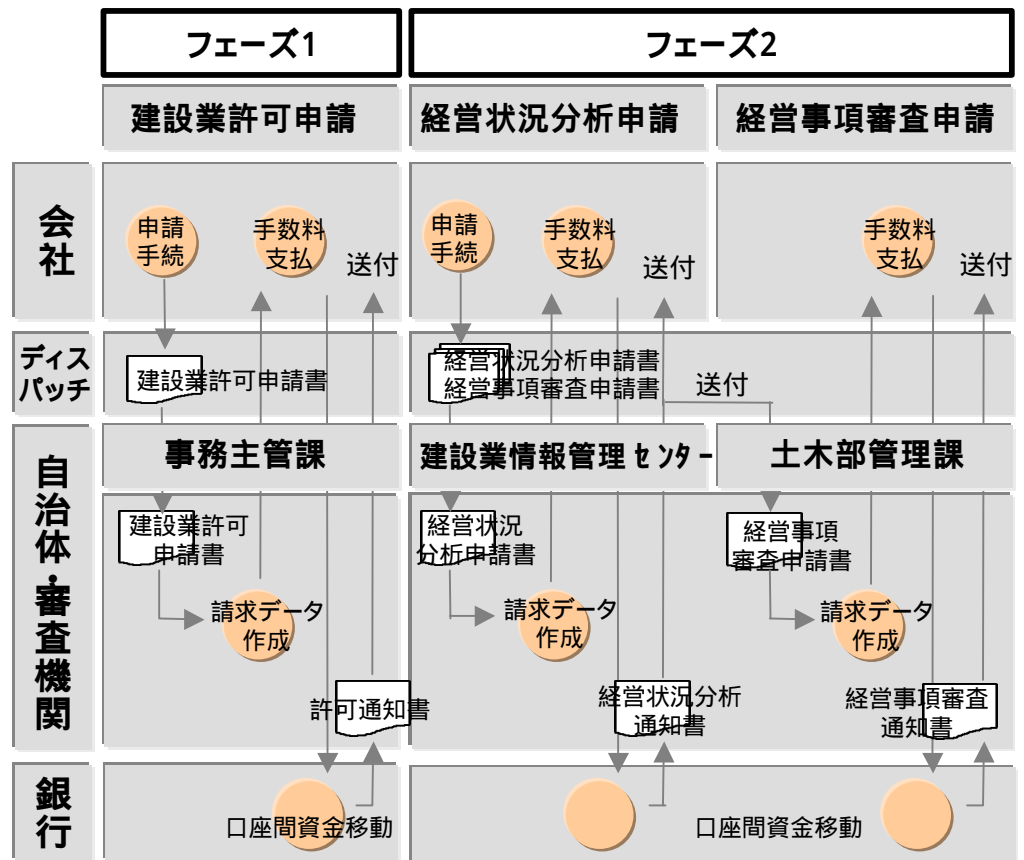 フェーズ1
フェーズ2
建設業許可申請
経営状況分析申請
経営事項審査申請
会社
申請
手続
手数料
支払
送付
申請
手続
手数料
支払
送付
手数料
支払
送付
ディス
パッチ
建設業許可申請書
経営状況分析申請書
経営事項審査申請書
送付
自治体・審査機関
事務主管課
建設業情報管理センター
土木部管理課
建設業許可
申請書
経営状況
分析申請書
経営事項
審査申請書
請求データ
作成
請求データ
作成
請求データ
作成
許可通知書
経営状況分析
通知書
経営事項審査
通知書
銀行
口座間資金移動
口座間資金移動